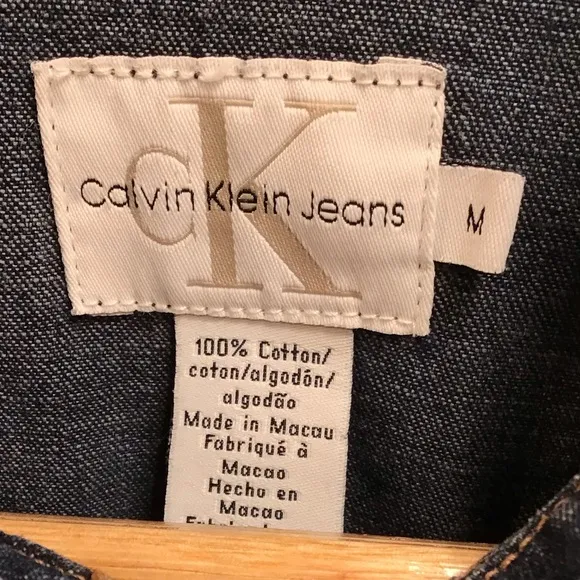 CK
Calvin Klein Jeans
M
100% Cotton/
coton/algodón/
algodão
Made in Macau
Fabriqué à
Macao
Hecho en
Macao